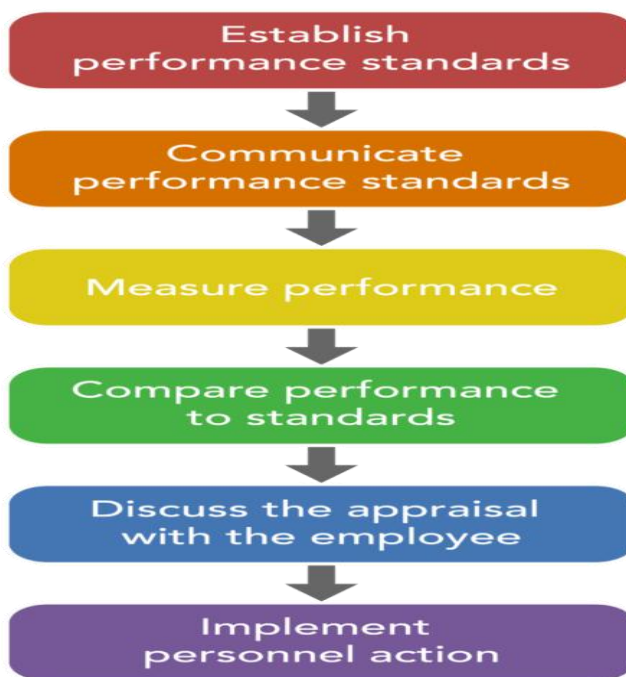 Establish
performance standards
Communicate
performance standards
Measure performance
Compare performance
to standards
Discuss the appraisal
with the employee
Implement
personnel action